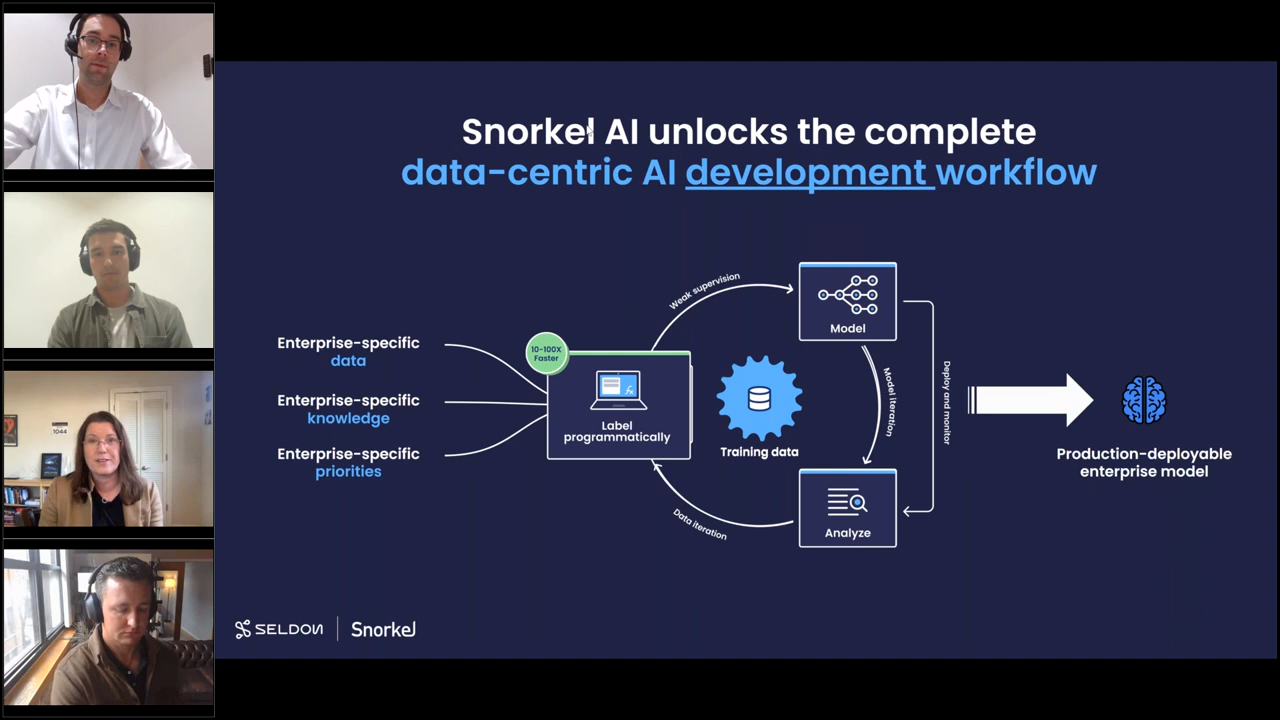 Snorkel AI unlocks the complete
data-centric AI development workflow
Enterprise-specific
data
Enterprise-specific
knowledge
Enterprise-specific
priorities
10-100X
Faster
fx
Label
programmatically
Weak supervision
Training data
Data iteration
Model
Model iteration
Analyze
Deploy and monitor
Production-deployable
enterprise model
SELDON
Snorkel
1044